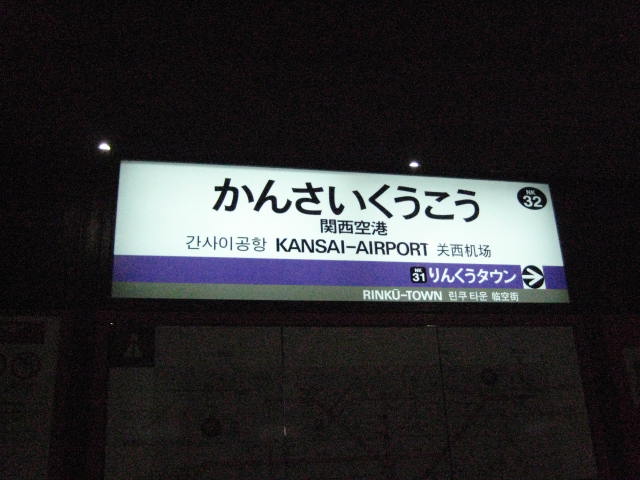 かんさいくうこう
NK
32
関西空港
간사이공항 KANSAI-AIRPORT 关西机场
NK
31 りんくうタウン
RINKŪ-TOWN 린쿠 타운 临空街